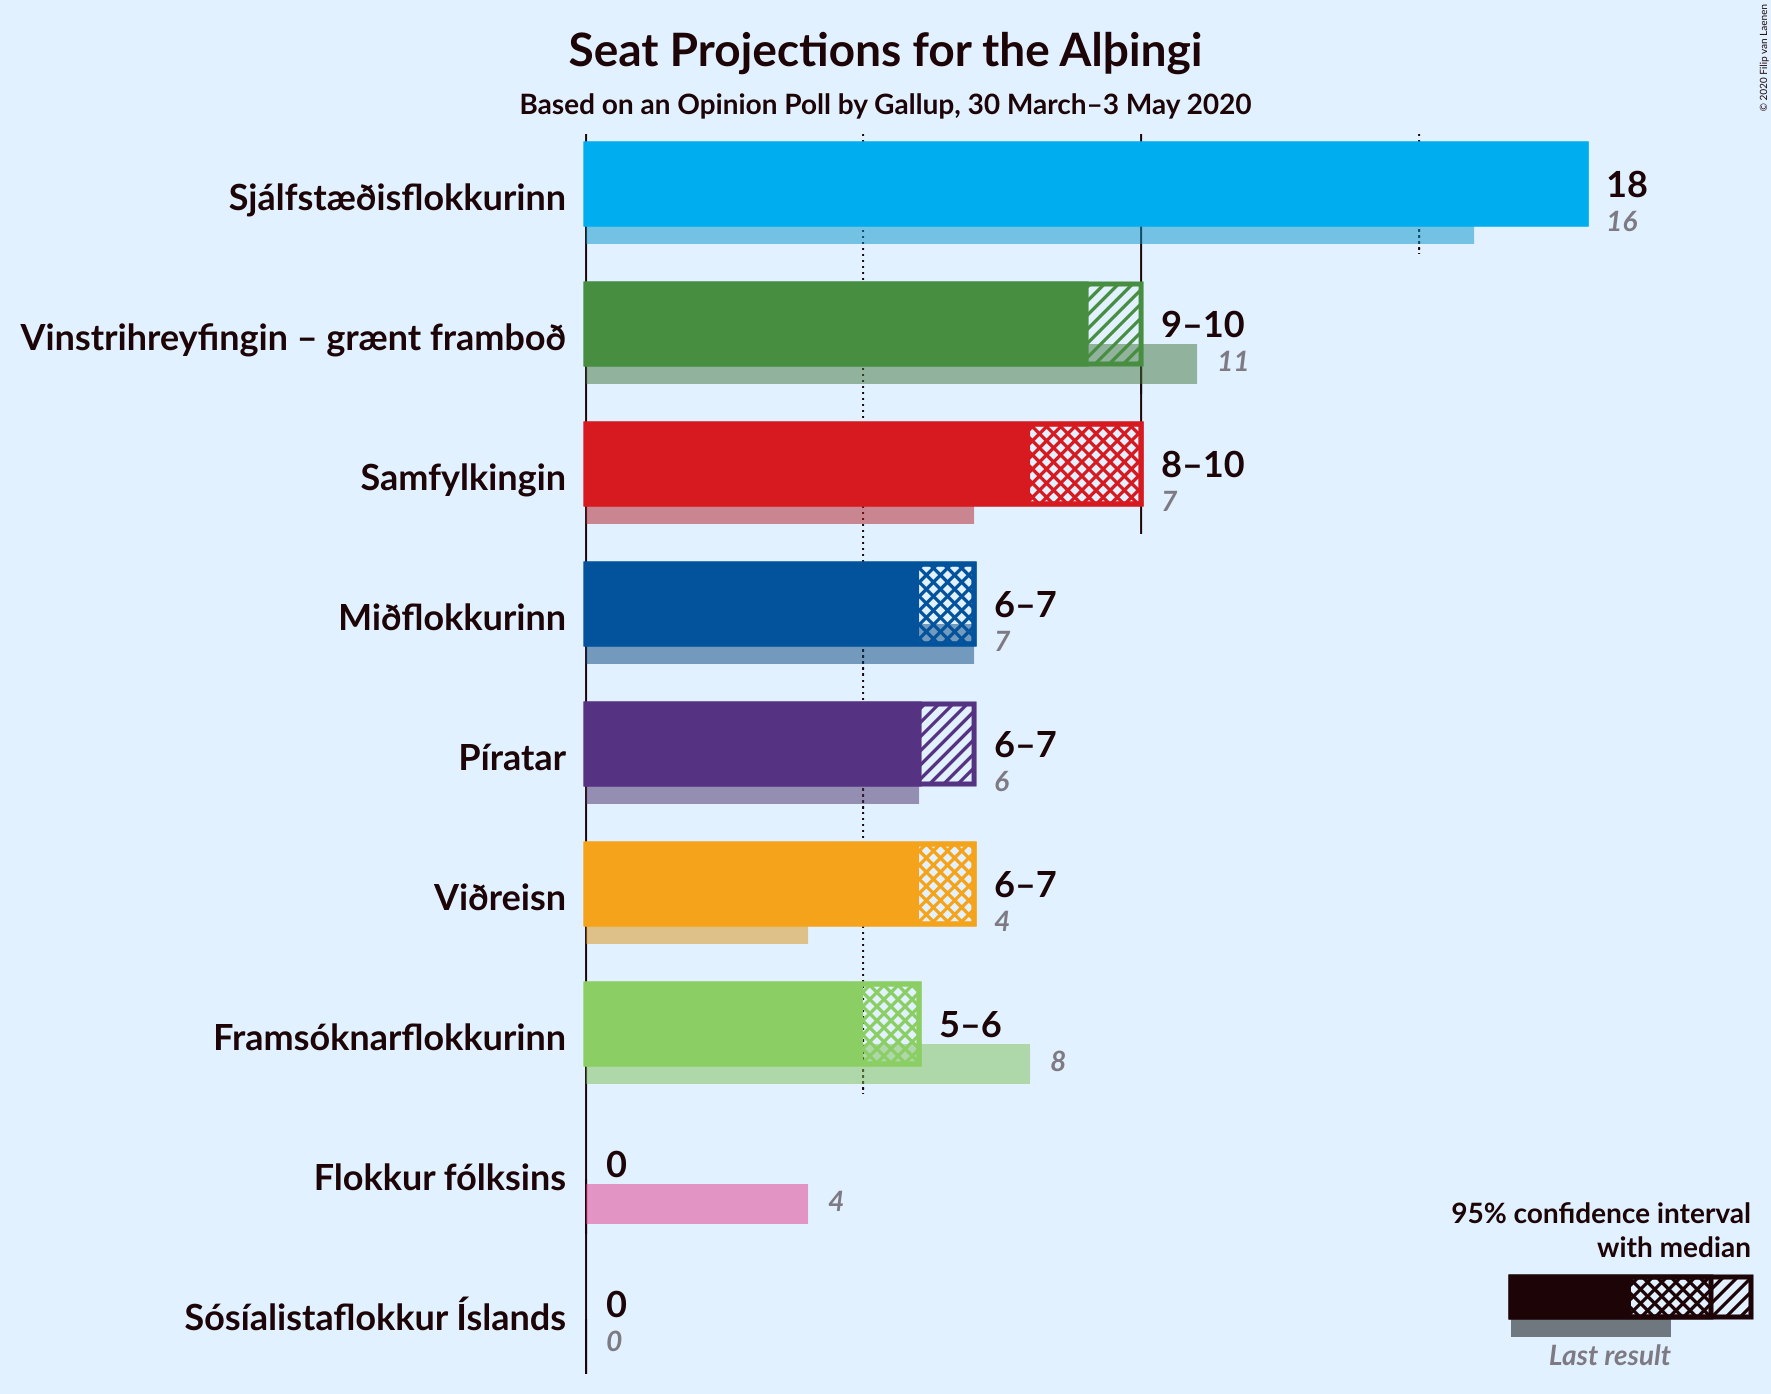 Seat Projections for the Alþingi
Based on an Opinion Poll by Gallup, 30 March–3 May 2020
© 2020 Filip van Laenen
Sjálfstæðisflokkurinn
18
16
Vinstrihreyfingin – grænt framboð
9–10
11
Samfylkingin
8–10
7
Miðflokkurinn
6–7
7
Píratar
6–7
6
Viðreisn
6–7
4
Framsóknarflokkurinn
5–6
8
Flokkur fólksins
0
4
Sósíalistaflokkur Íslands
0
0
95% confidence interval
with median
Last result